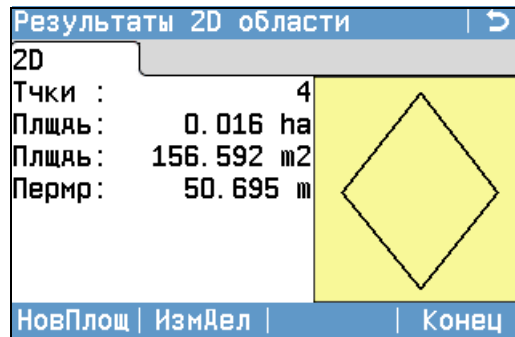 Результаты 2D области
2D
Тчки : 4
Плщдь: 0.016 ha
Плщдь: 156.592 m2
Пермр: 50.695 m
НовПлощ | ИзмДел | | Конец